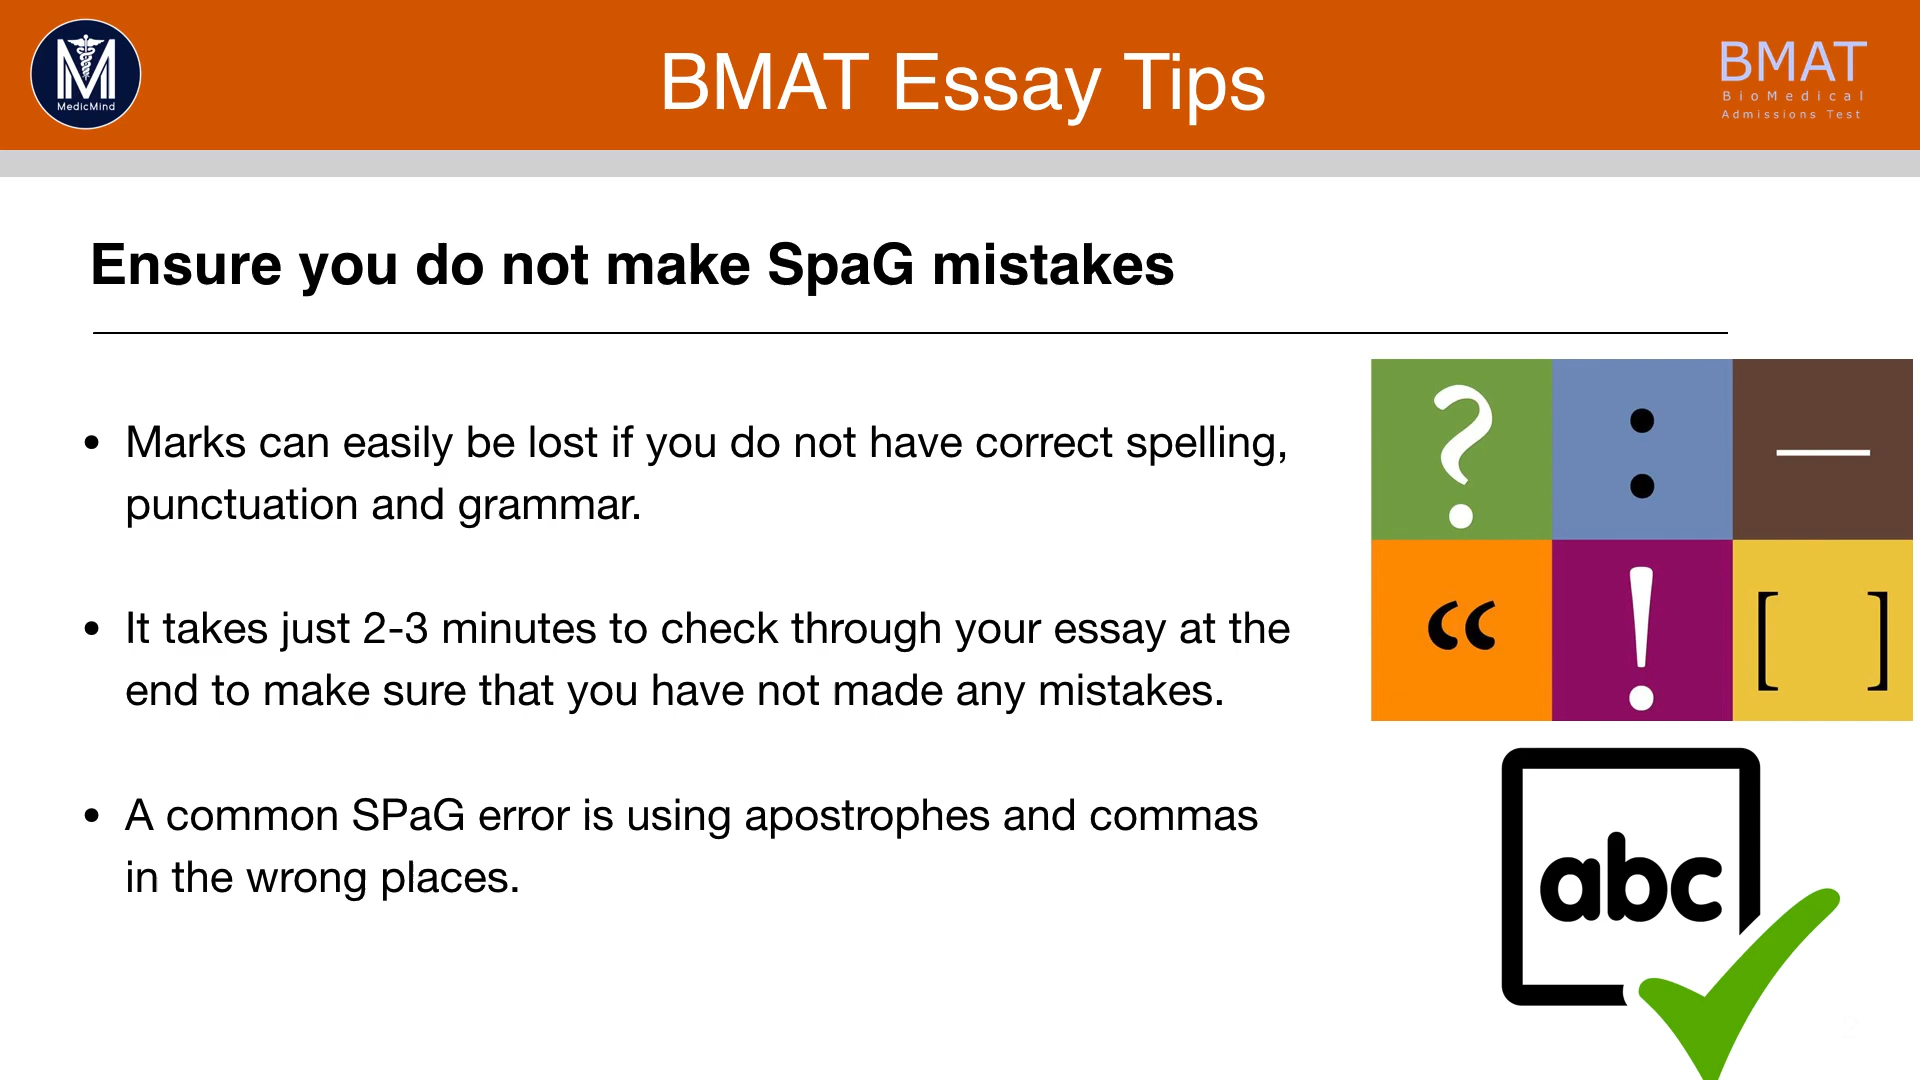 MedicMind
BMAT Essay Tips
BMAT
BioMedical
Admissions Test
Ensure you do not make SpaG mistakes
• Marks can easily be lost if you do not have correct spelling,
punctuation and grammar.
• It takes just 2-3 minutes to check through your essay at the
end to make sure that you have not made any mistakes.
• A common SPaG error is using apostrophes and commas
in the wrong places.
? : —
“ ! [ ]
abc